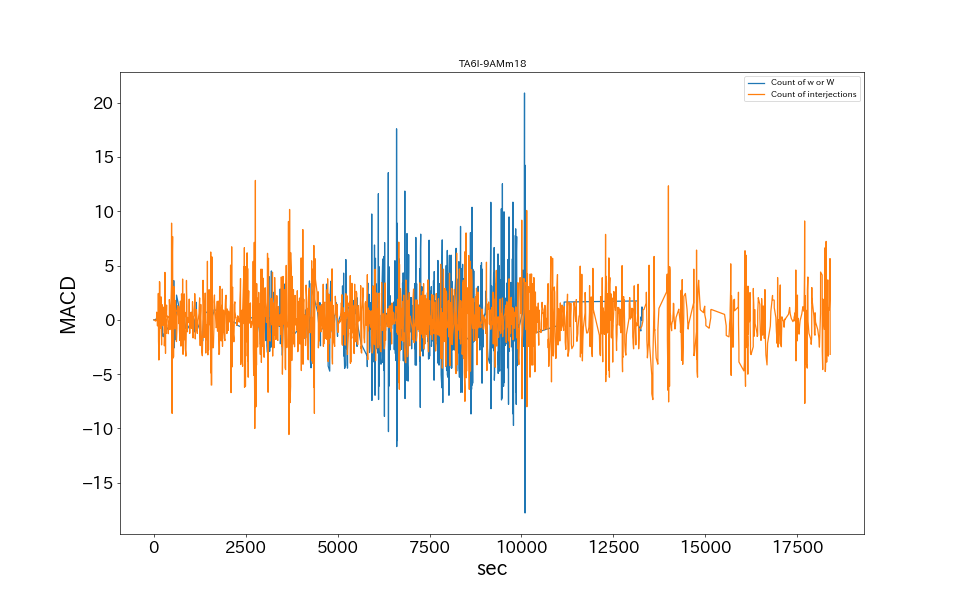 TA6I-9AMm18
Count of w or W
Count of interjections
20
15
10
5
0
−5
−10
−15
MACD
0 2500 5000 7500 10000 12500 15000 17500
sec